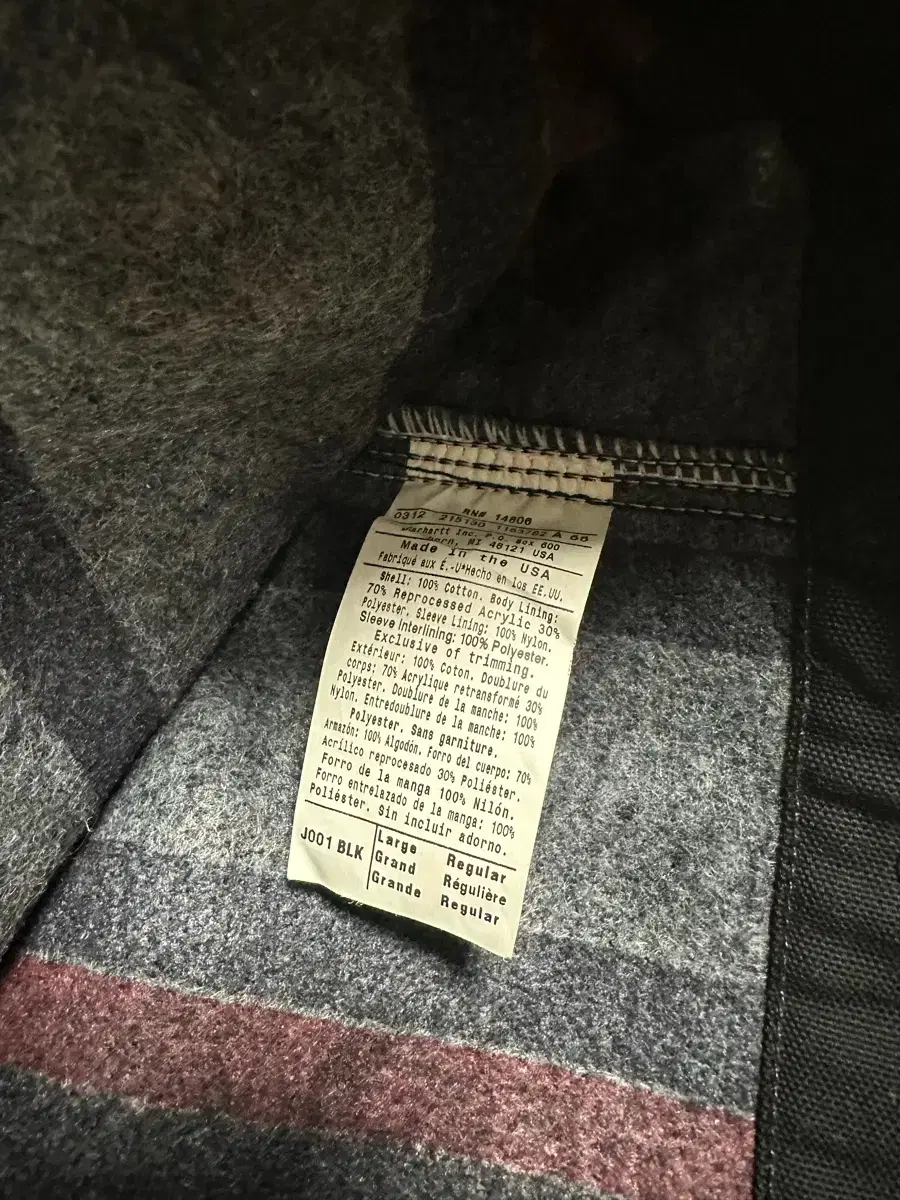 RN# 14806
0312 215130 1163762 A 66
Carhartt Inc. P.O. Box 600
born, MI 48121 USA
Made in the USA
Fabriqué aux É.-U*Hecho en los EE.UU.
Shell: 100% Cotton. Body Lining:
70% Reprocessed Acrylic 30%
Polyester. Sleeve Lining: 100% Nylon.
Sleeve Interlining: 100% Polyester.
Exclusive of trimming.
Extérieur: 100% Coton. Doublure du
corps: 70% Acrylique retransformé 30%
Polyester. Doublure de la manche: 100%
Nylon. Entredoublure de la manche: 100%
Polyester. Sans garniture.
Armazón: 100% Algodón. Forro del cuerpo: 70%
Acrílico reprocesado 30% Poliéster.
Forro de la manga 100% Nilón.
Forro entrelazado de la manga: 100%
Poliéster. Sin incluir adorno.
J001 BLK
Large Regular
Grand Régulière
Grande Regular